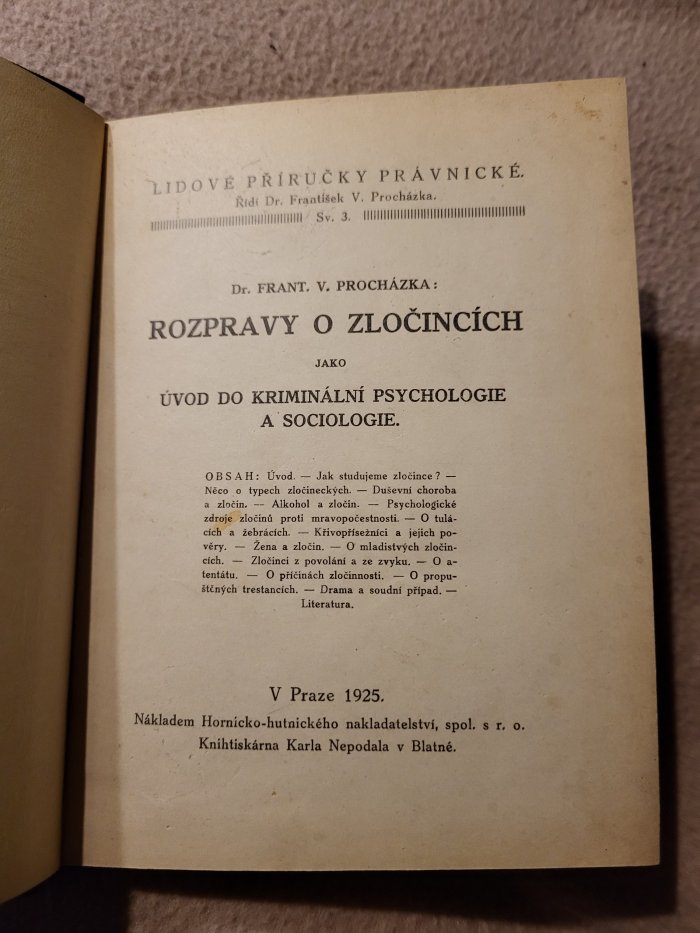 LIDOVÉ PŘÍRUČKY PRÁVNICKÉ.
Řídí Dr. František V. Procházka.
Sv. 3.
Dr. FRANT. V. PROCHÁZKA:
ROZPRAVY O ZLOČINCÍCH
JAKO
ÚVOD DO KRIMINÁLNÍ PSYCHOLOGIE
A SOCIOLOGIE.
OBSAH: Úvod. — Jak studujeme zločince? —
Něco o typech zločineckých. — Duševní choroba
a zločin. — Alkohol a zločin. — Psychologické
zdroje zločinů proti mravopočestnosti. — O tulá-
cích a žebrácích. — Křivopřísežníci a jejich po-
věry. — Žena a zločin. — O mladistvých zločin-
cích. — Zločinci z povolání a ze zvyku. — O a-
tentátu. — O příčinách zločinnosti. — O propu-
štčných trestancích. — Drama a soudní případ. —
Literatura.
V Praze 1925.
Nákladem Hornicko-hutnického nakladatelství, spol. s r. o.
Knihtiskárna Karla Nepodala v Blatné.